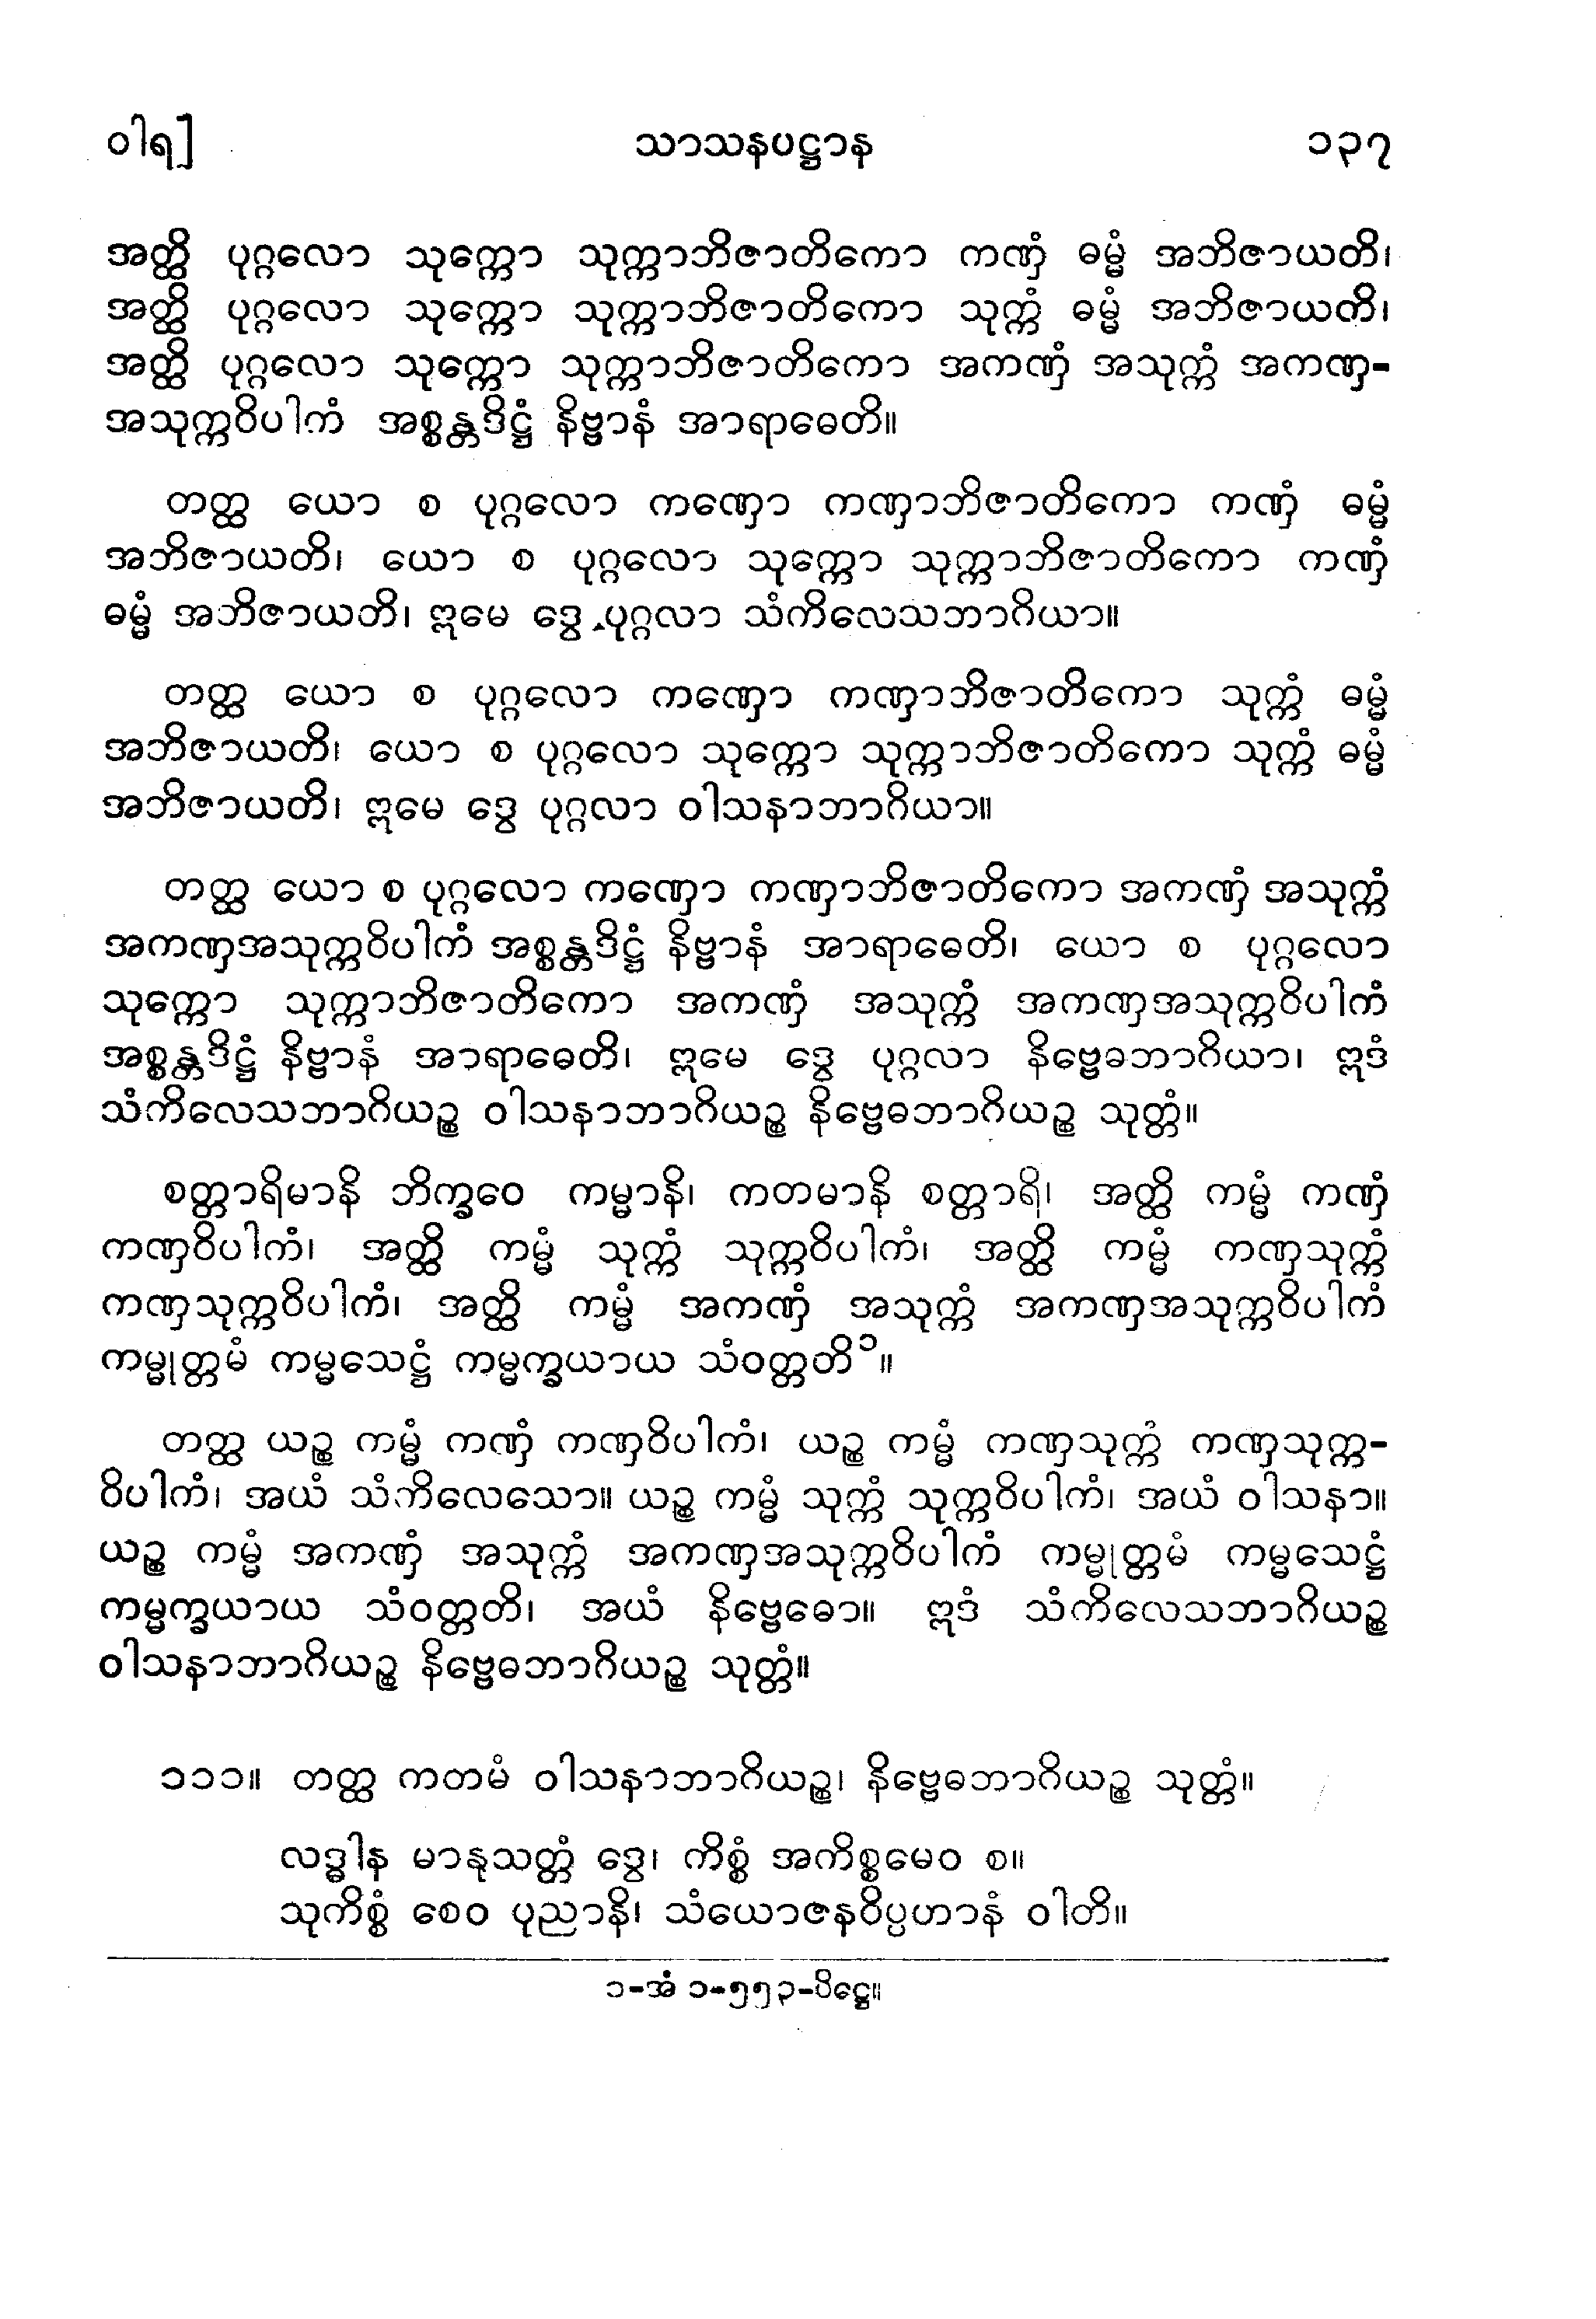 ဝါရ] သာသနပဋ္ဌာန ၁၃၇
အတ္ထိ ပုဂ္ဂလော သုက္ကော သုက္ကာဘိဇာတိကော ကဏှံ ဓမ္မံ အဘိဇာယတိ၊
အတ္ထိ ပုဂ္ဂလော သုက္ကော သုက္ကာဘိဇာတိကော သုက္ကံ ဓမ္မံ အဘိဇာယတိ၊
အတ္ထိ ပုဂ္ဂလော သုက္ကော သုက္ကာဘိဇာတိကော အကဏှံ အသုက္ကံ အကဏှ-
အသုက္ကဝိပါကံ အစ္စန္တဒိဋ္ဌံ နိဗ္ဗာနံ အာရာဓေတိ။
တတ္ထ ယော စ ပုဂ္ဂလော ကဏှော ကဏှာဘိဇာတိကော ကဏှံ ဓမ္မံ
အဘိဇာယတိ၊ ယော စ ပုဂ္ဂလော သုက္ကော သုက္ကာဘိဇာတိကော ကဏှံ
ဓမ္မံ အဘိဇာယတိ၊ ဣမေ ဒွေ ပုဂ္ဂလာ သံကိလေသဘာဂိယာ။
တတ္ထ ယော စ ပုဂ္ဂလော ကဏှော ကဏှာဘိဇာတိကော သုက္ကံ ဓမ္မံ
အဘိဇာယတိ၊ ယော စ ပုဂ္ဂလော သုက္ကော သုက္ကာဘိဇာတိကော သုက္ကံ ဓမ္မံ
အဘိဇာယတိ၊ ဣမေ ဒွေ ပုဂ္ဂလာ ဝါသနာဘာဂိယာ။
တတ္ထ ယော စ ပုဂ္ဂလော ကဏှော ကဏှာဘိဇာတိကော အကဏှံ အသုက္ကံ
အကဏှအသုက္ကဝိပါကံ အစ္စန္တဒိဋ္ဌံ နိဗ္ဗာနံ အာရာဓေတိ၊ ယော စ ပုဂ္ဂလော
သုက္ကော သုက္ကာဘိဇာတိကော အကဏှံ အသုက္ကံ အကဏှအသုက္ကဝိပါကံ
အစ္စန္တဒိဋ္ဌံ နိဗ္ဗာနံ အာရာဓေတိ၊ ဣမေ ဒွေ ပုဂ္ဂလာ နိဗ္ဗေဓဘာဂိယာ၊ ဣဒံ
သံကိလေသဘာဂိယဉ္စ ဝါသနာဘာဂိယဉ္စ နိဗ္ဗေဓဘာဂိယဉ္စ သုတ္တံ။
စတ္တာရိမာနိ ဘိက္ခဝေ ကမ္မာနိ၊ ကတမာနိ စတ္တာရိ၊ အတ္ထိ ကမ္မံ ကဏှံ
ကဏှဝိပါကံ၊ အတ္ထိ ကမ္မံ သုက္ကံ သုက္ကဝိပါကံ၊ အတ္ထိ ကမ္မံ ကဏှသုက္ကံ
ကဏှသုက္ကဝိပါကံ၊ အတ္ထိ ကမ္မံ အကဏှံ အသုက္ကံ အကဏှအသုက္ကဝိပါကံ
ကမ္မုတ္တမံ ကမ္မသေဋ္ဌံ ကမ္မက္ခယာယ သံဝတ္တတိ၁။
တတ္ထ ယဉ္စ ကမ္မံ ကဏှံ ကဏှဝိပါကံ၊ ယဉ္စ ကမ္မံ ကဏှသုက္ကံ ကဏှသုက္က-
ဝိပါကံ၊ အယံ သံကိလေသော။ ယဉ္စ ကမ္မံ သုက္ကံ သုက္ကဝိပါကံ၊ အယံ ဝါသနာ။
ယဉ္စ ကမ္မံ အကဏှံ အသုက္ကံ အကဏှအသုက္ကဝိပါကံ ကမ္မုတ္တမံ ကမ္မသေဋ္ဌံ
ကမ္မက္ခယာယ သံဝတ္တတိ၊ အယံ နိဗ္ဗေဓော။ ဣဒံ သံကိလေသဘာဂိယဉ္စ
ဝါသနာဘာဂိယဉ္စ နိဗ္ဗေဓဘာဂိယဉ္စ သုတ္တံ။
၁၁၁။ တတ္ထ ကတမံ ဝါသနာဘာဂိယဉ္စ၊ နိဗ္ဗေဓဘာဂိယဉ္စ သုတ္တံ။
လဒ္ဓါန မာနုသတ္တံ ဒွေ၊ ကိစ္စံ အကိစ္စမေဝ စ။
သုကိစ္စံ စေဝ ပုညာနိ၊ သံယောဇနဝိပ္ပဟာနံ ဝါတိ။
၁-အံ ၁-၅၅၃-ပိဋ္ဌေ။